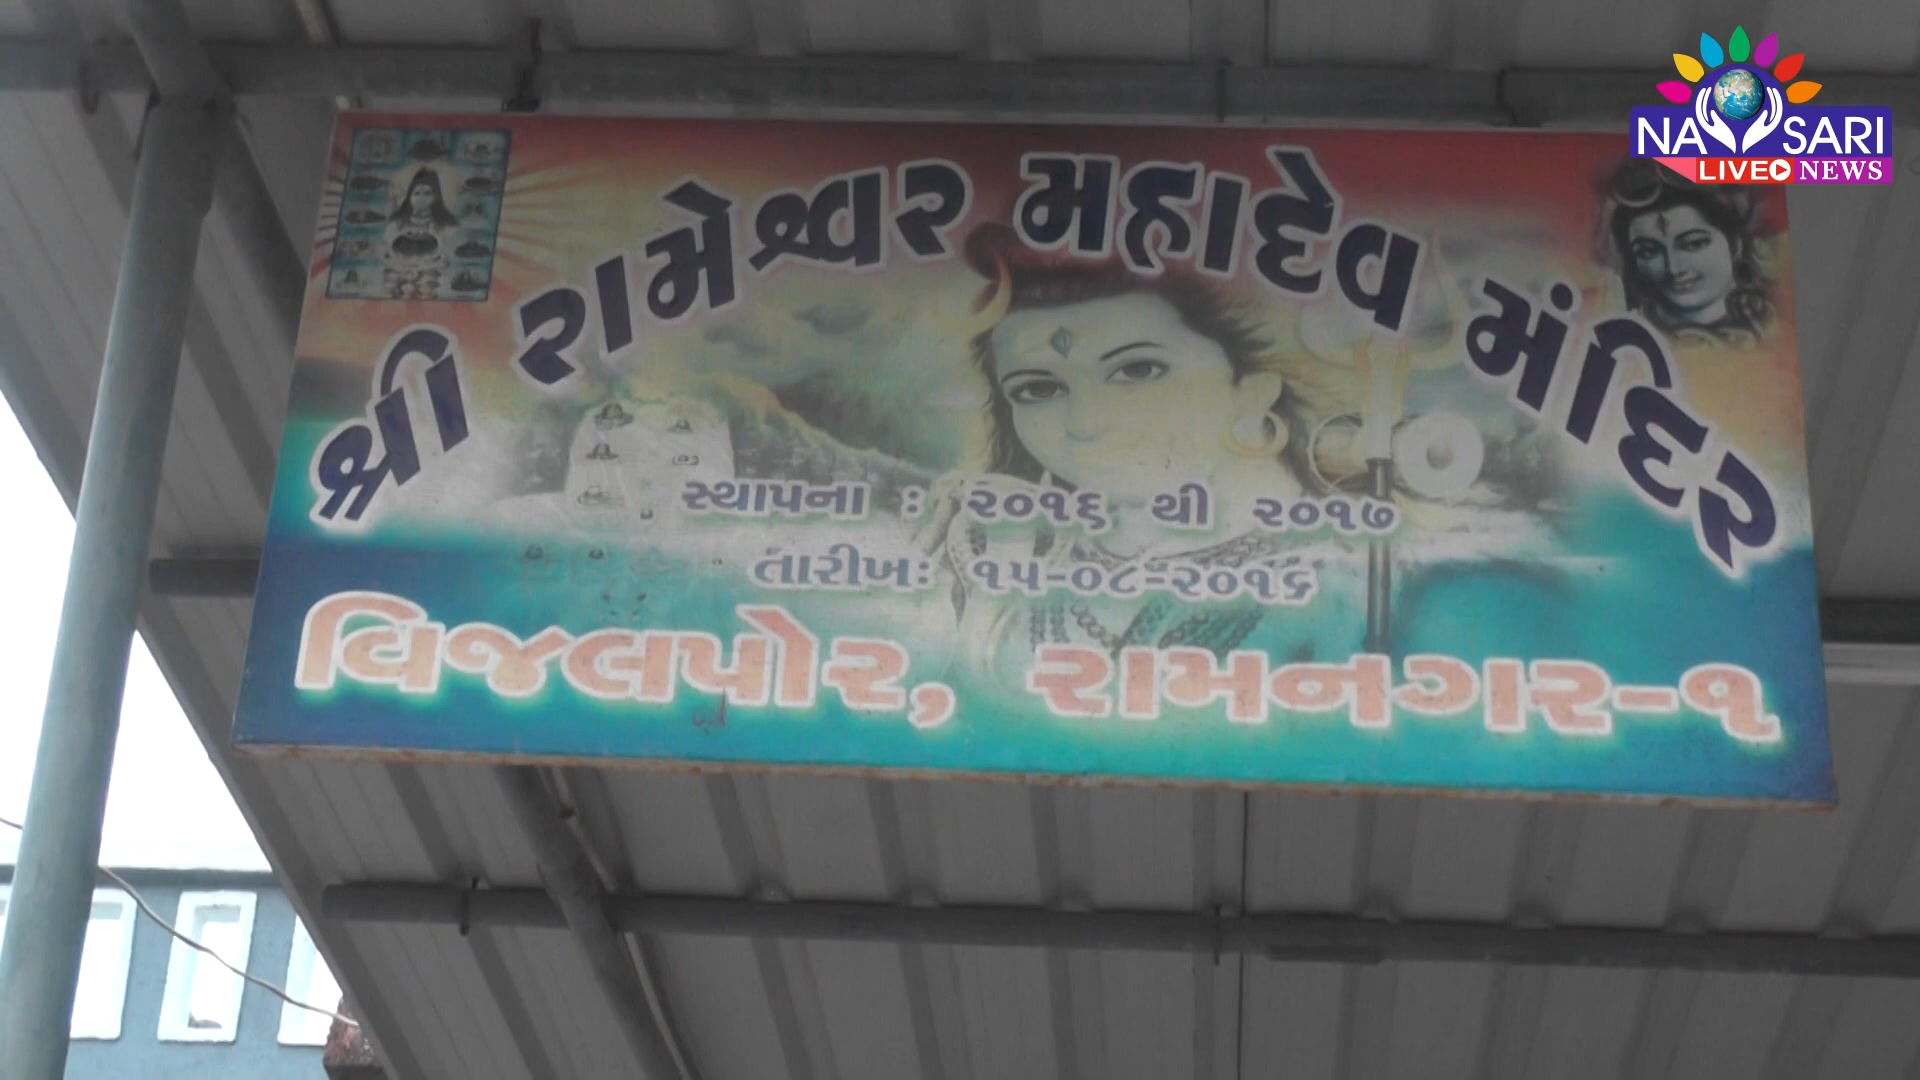 શ્રી રામેશ્વર મહાદેવ મંદિર
સ્થાપના : ૨૦૧૬ થી ૨૦૧૭
તારીખઃ ૧૫-૦૮-૨૦૧૬
વિજલપોર, રામનગર-૧
NAVSARI
LIVE NEWS